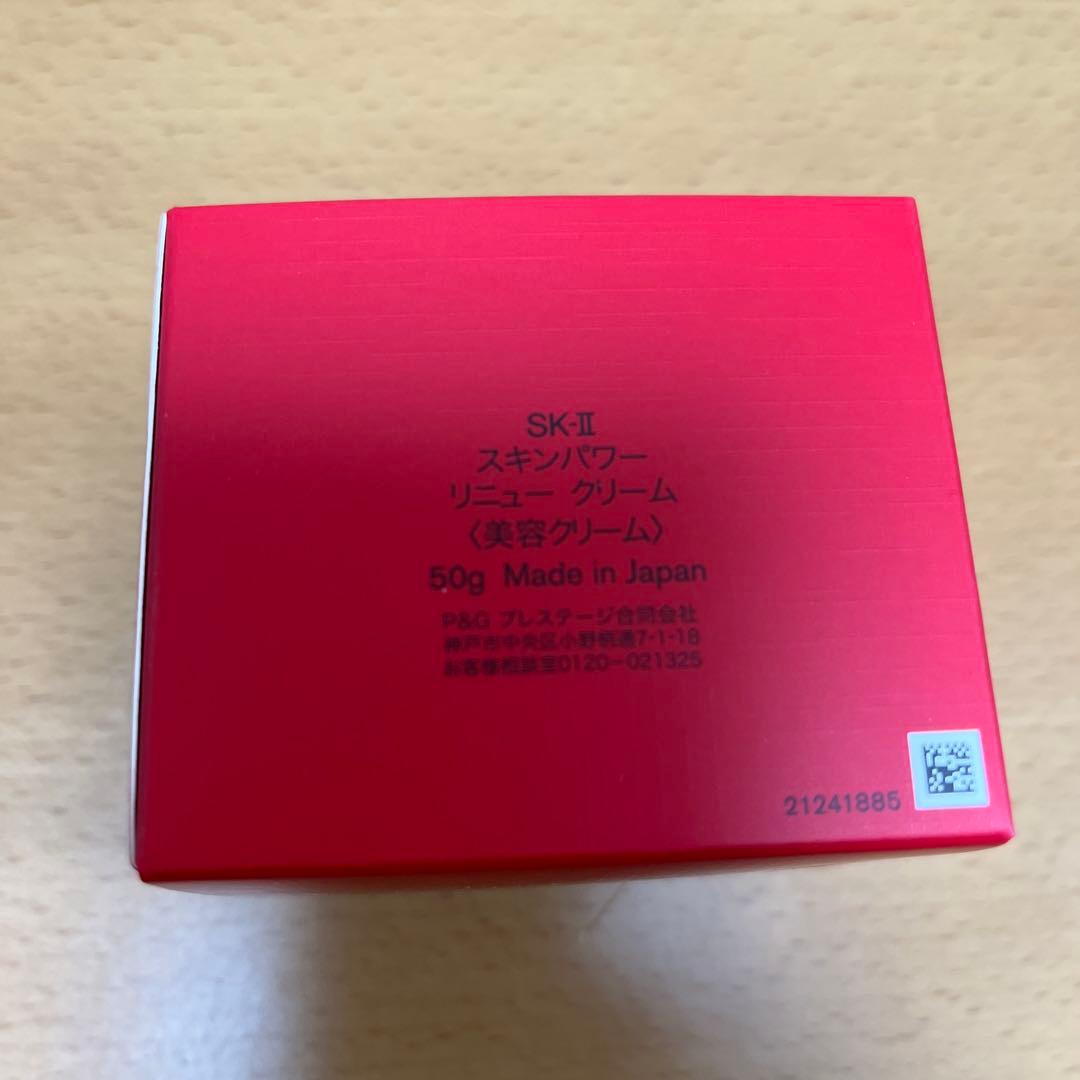 SK-II
スキンパワー
リニュー クリーム
〈美容クリーム〉
50g Made in Japan
P&G プレステージ合同会社
神戸市中央区小野柄通7-1-18
お客様相談室0120-021325
21241885